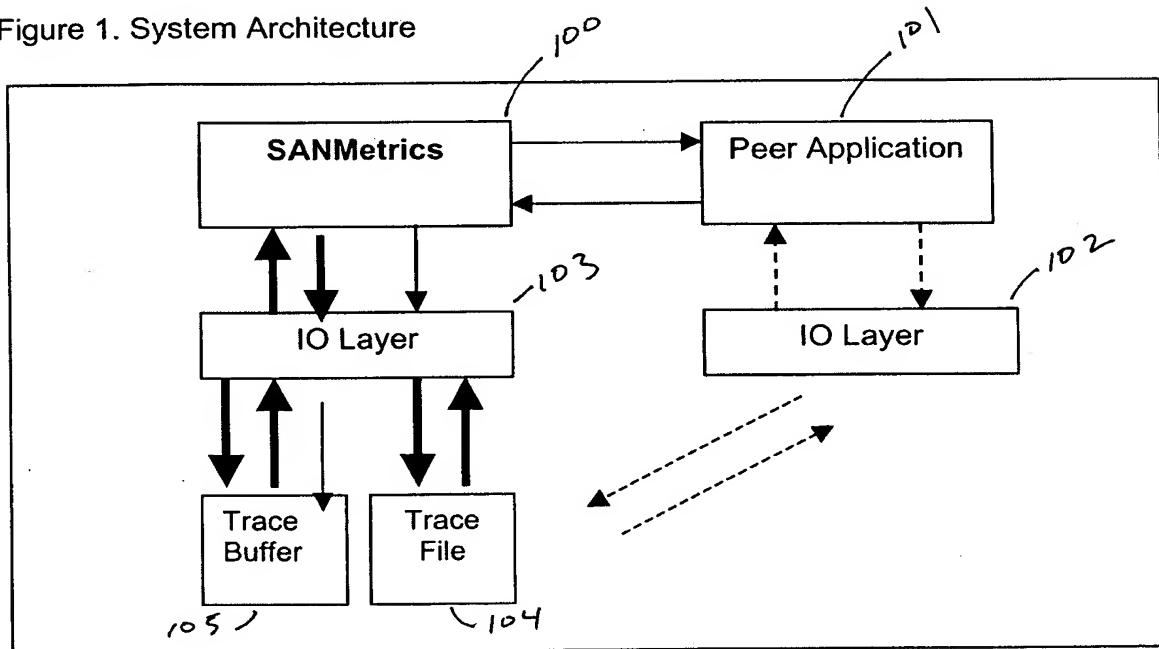 Figure 1. System Architecture
100
101
SANMetrics
Peer Application
103
102
IO Layer
IO Layer
Trace
Buffer
Trace
File
105
104